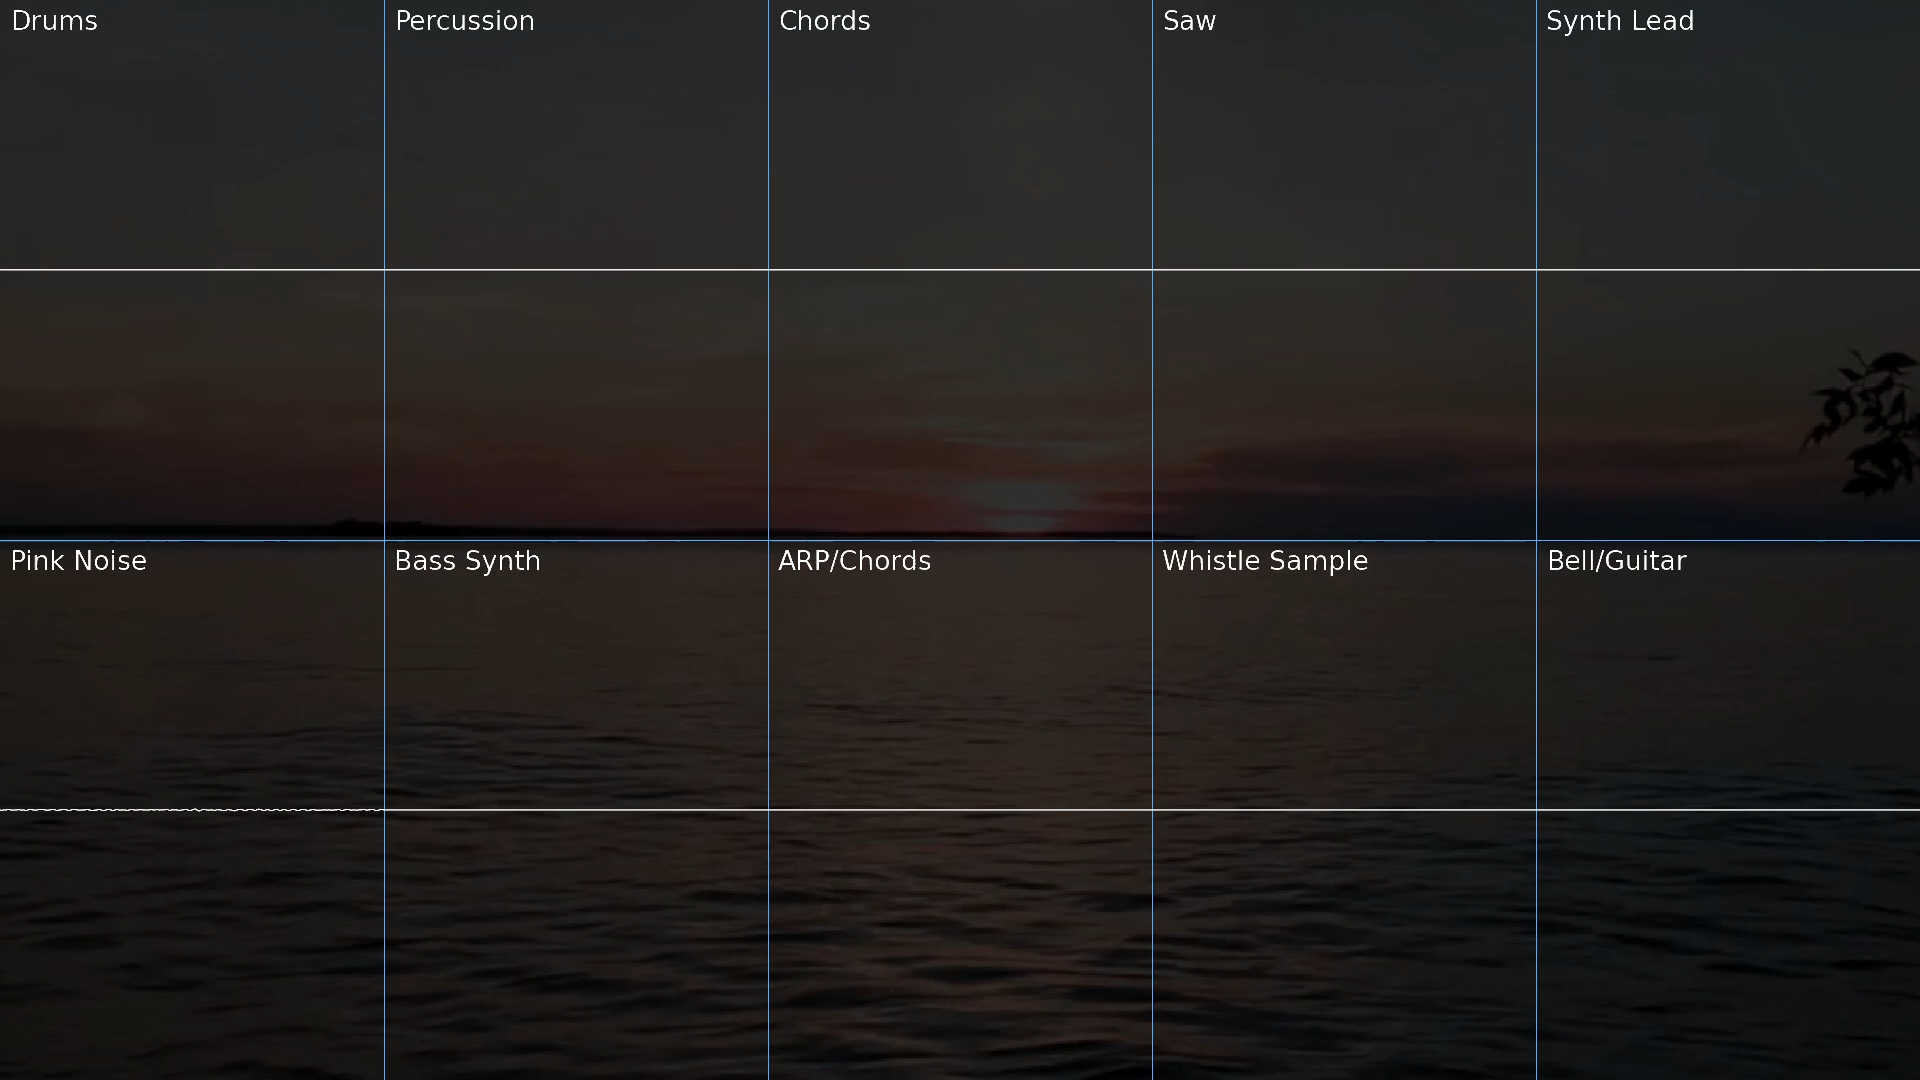 Drums
Percussion
Chords
Saw
Synth Lead
Pink Noise
Bass Synth
ARP/Chords
Whistle Sample
Bell/Guitar